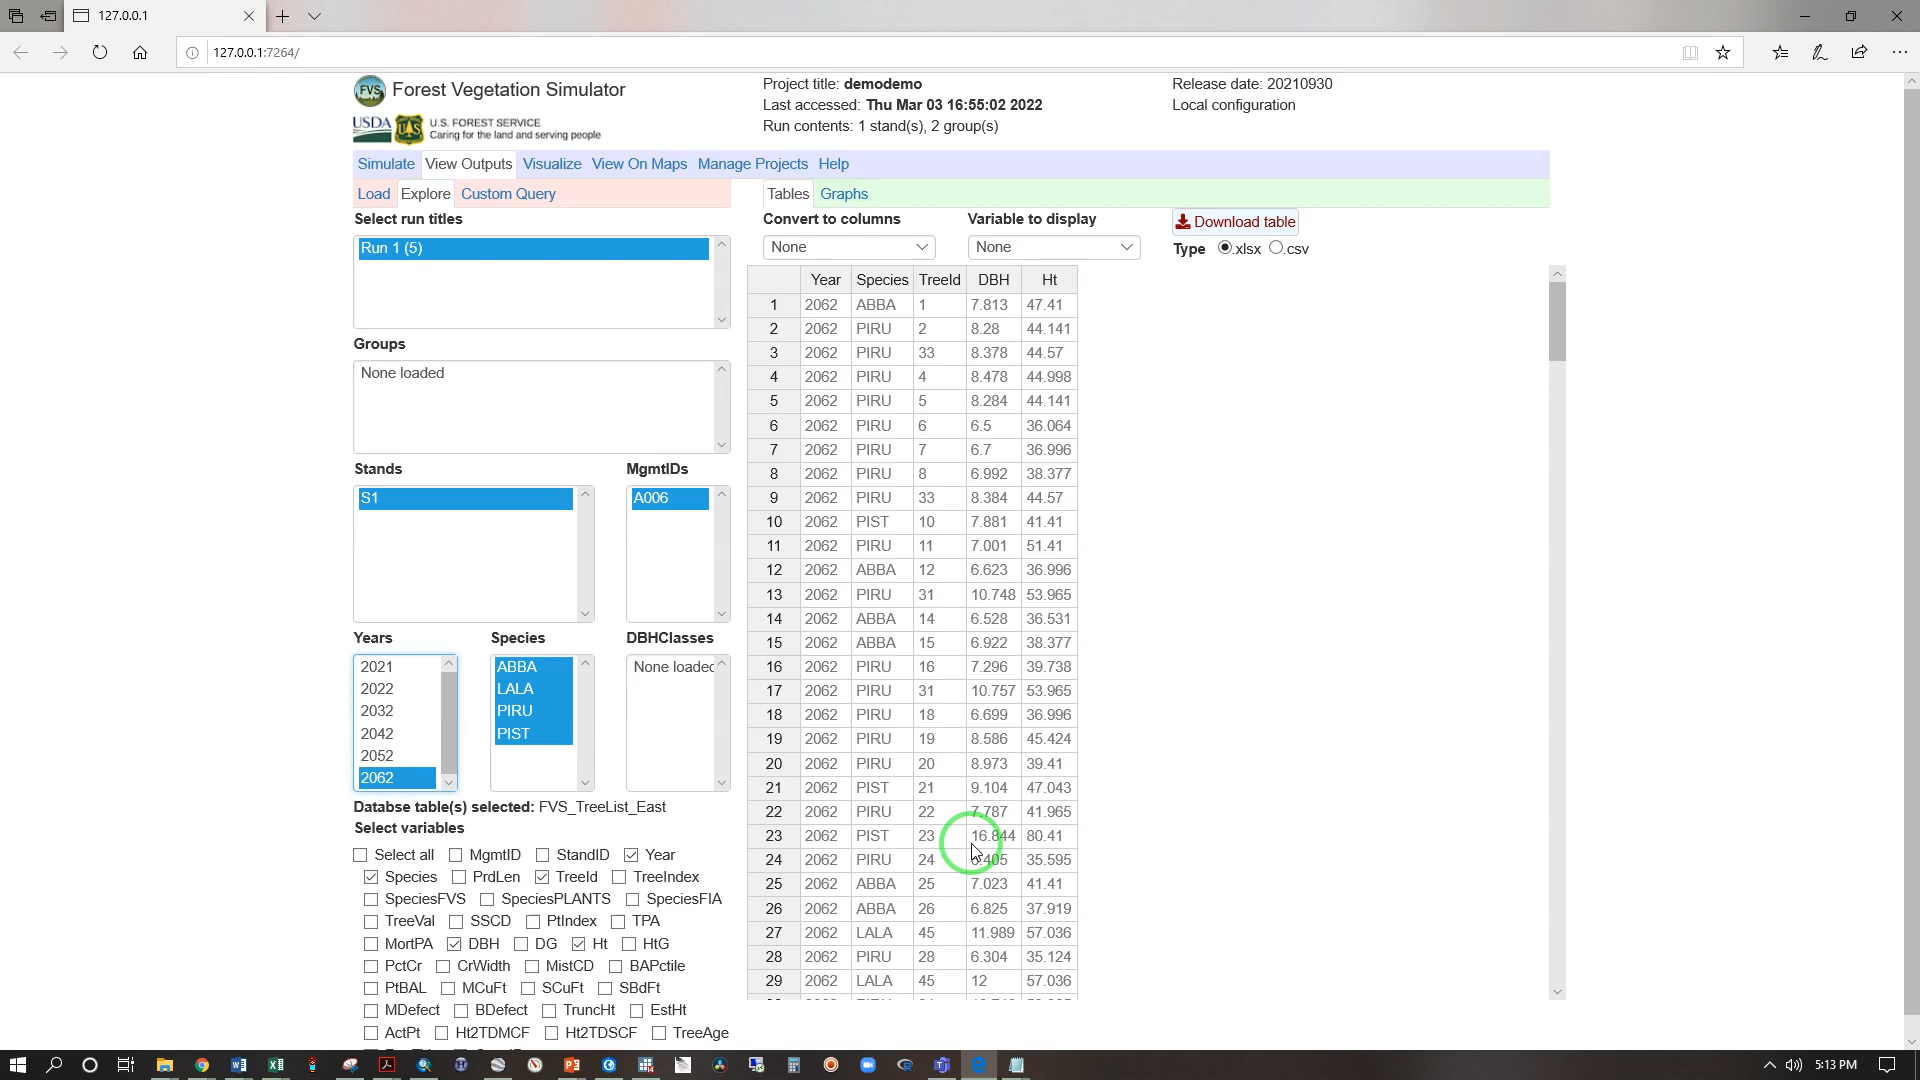 127.0.0.1
127.0.0.1:7264/
FVS
Forest Vegetation Simulator
USDA
U.S. FOREST SERVICE
Caring for the land and serving people
Project title: demodemo
Last accessed: Thu Mar 03 16:55:02 2022
Run contents: 1 stand(s), 2 group(s)
Release date: 20210930
Local configuration
Simulate View Outputs Visualize View On Maps Manage Projects Help
Load Explore Custom Query
Tables Graphs
Select run titles
Run 1 (5)
Groups
None loaded
Stands MgmtIDs
S1 A006
Years Species DBHClasses
2021 ABBA None loaded
2022 LALA
2032 PIRU
2042 PIST
2052
2062
Databse table(s) selected: FVS_TreeList_East
Select variables
Select all MgmtID StandID Year
Species PrdLen TreeId TreeIndex
SpeciesFVS SpeciesPLANTS SpeciesFIA
TreeVal SSCD PtIndex TPA
MortPA DBH DG Ht HtG
PctCr CrWidth MistCD BAPctile
PtBAL MCuFt SCuFt SBdFt
MDefect BDefect TruncHt EstHt
ActPt Ht2TDMCF Ht2TDSCF TreeAge
Convert to columns Variable to display
None None
Download table
Type .xlsx .csv
Year Species TreeId DBH Ht
1 2062 ABBA 1 7.813 47.41
2 2062 PIRU 2 8.28 44.141
3 2062 PIRU 33 8.378 44.57
4 2062 PIRU 4 8.478 44.998
5 2062 PIRU 5 8.284 44.141
6 2062 PIRU 6 6.5 36.064
7 2062 PIRU 7 6.7 36.996
8 2062 PIRU 8 6.992 38.377
9 2062 PIRU 33 8.384 44.57
10 2062 PIST 10 7.881 41.41
11 2062 PIRU 11 7.001 51.41
12 2062 ABBA 12 6.623 36.996
13 2062 PIRU 31 10.748 53.965
14 2062 ABBA 14 6.528 36.531
15 2062 ABBA 15 6.922 38.377
16 2062 PIRU 16 7.296 39.738
17 2062 PIRU 31 10.757 53.965
18 2062 PIRU 18 6.699 36.996
19 2062 PIRU 19 8.586 45.424
20 2062 PIRU 20 8.973 39.41
21 2062 PIST 21 9.104 47.043
22 2062 PIRU 22 7.787 41.965
23 2062 PIST 23 16.844 80.41
24 2062 PIRU 24 6.405 35.595
25 2062 ABBA 25 7.023 41.41
26 2062 ABBA 26 6.825 37.919
27 2062 LALA 45 11.989 57.036
28 2062 PIRU 28 6.304 35.124
29 2062 LALA 45 12 57.036
5:13 PM